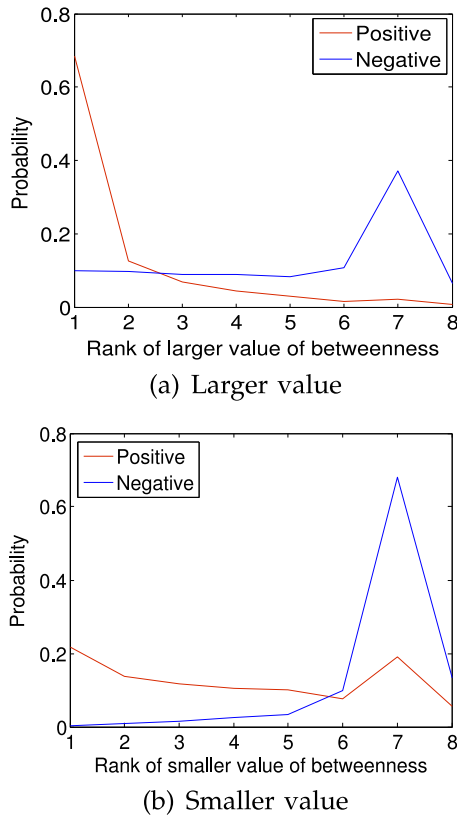 0.8
0.6
0.4
0.2
0
Probability
Positive
Negative
1 2 3 4 5 6 7 8
Rank of larger value of betweenness
(a) Larger value
0.8
0.6
0.4
0.2
0
Probability
Positive
Negative
1 2 3 4 5 6 7 8
Rank of smaller value of betweenness
(b) Smaller value